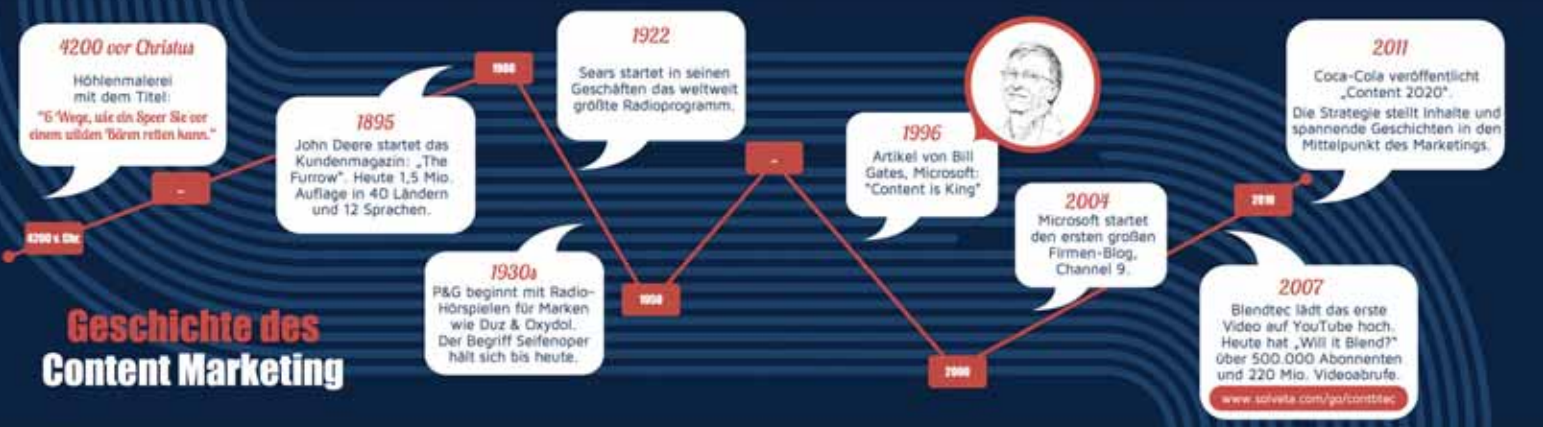 4200 vor Christus
Höhlenmalerei
mit dem Titel:
"6 Wege, wie ein Speer Sie vor
einem wilden Bären retten kann."
4200 v. Chr.
...
1895
John Deere startet das
Kundenmagazin: „The
Furrow". Heute 1,5 Mio.
Auflage in 40 Ländern
und 12 Sprachen.
1900
1922
Sears startet in seinen
Geschäften das weltweit
größte Radioprogramm.
1930s
P&G beginnt mit Radio-
Hörspielen für Marken
wie Duz & Oxydol.
Der Begriff Seifenoper
hält sich bis heute.
1950
...
1996
Artikel von Bill
Gates, Microsoft:
"Content is King"
2000
2004
Microsoft startet
den ersten großen
Firmen-Blog,
Channel 9.
2007
Blendtec lädt das erste
Video auf YouTube hoch.
Heute hat „Will it Blend?"
über 500.000 Abonnenten
und 220 Mio. Videoabrufe.
www.solveta.com/go/contbtec
2010
2011
Coca-Cola veröffentlicht
„Content 2020".
Die Strategie stellt Inhalte und
spannende Geschichten in den
Mittelpunkt des Marketings.
Geschichte des
Content Marketing